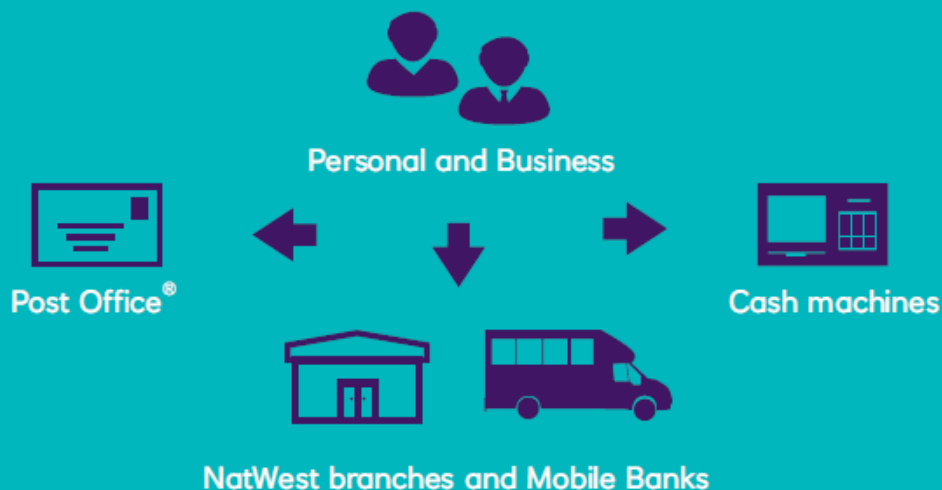 Personal and Business
Post Office®
Cash machines
NatWest branches and Mobile Banks